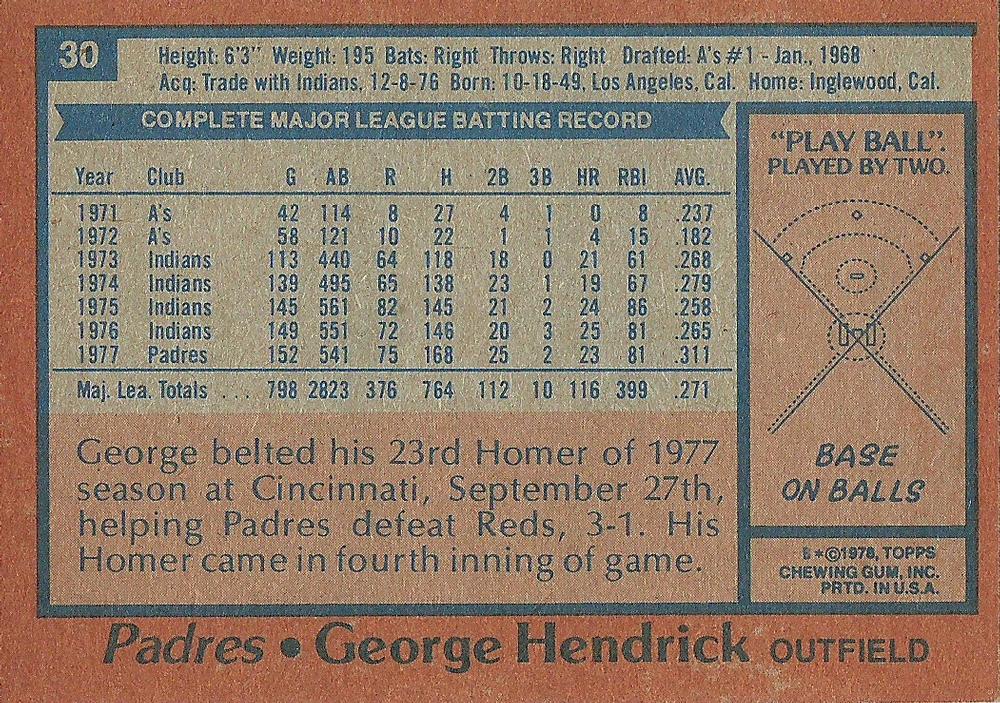 30
Height: 6'3" Weight: 195 Bats: Right Throws: Right Drafted: A's #1 - Jan., 1968
Acq: Trade with Indians, 12-8-76 Born: 10-18-49, Los Angeles, Cal. Home: Inglewood, Cal.
COMPLETE MAJOR LEAGUE BATTING RECORD
Year Club G AB R H 2B 3B HR RBI AVG.
1971 A's 42 114 8 27 4 1 0 8 .237
1972 A's 58 121 10 22 1 1 4 15 .182
1973 Indians 113 440 64 118 18 0 21 61 .268
1974 Indians 139 495 65 138 23 1 19 67 .279
1975 Indians 145 561 82 145 21 2 24 86 .258
1976 Indians 149 551 72 146 20 3 25 81 .265
1977 Padres 152 541 75 168 25 2 23 81 .311
Maj. Lea. Totals ... 798 2823 376 764 112 10 116 399 .271
George belted his 23rd Homer of 1977
season at Cincinnati, September 27th,
helping Padres defeat Reds, 3-1. His
Homer came in fourth inning of game.
"PLAY BALL".
PLAYED BY TWO.
BASE
ON BALLS
B*©1978, TOPPS
CHEWING GUM, INC.
PRTD. IN U.S.A.
Padres • George Hendrick OUTFIELD